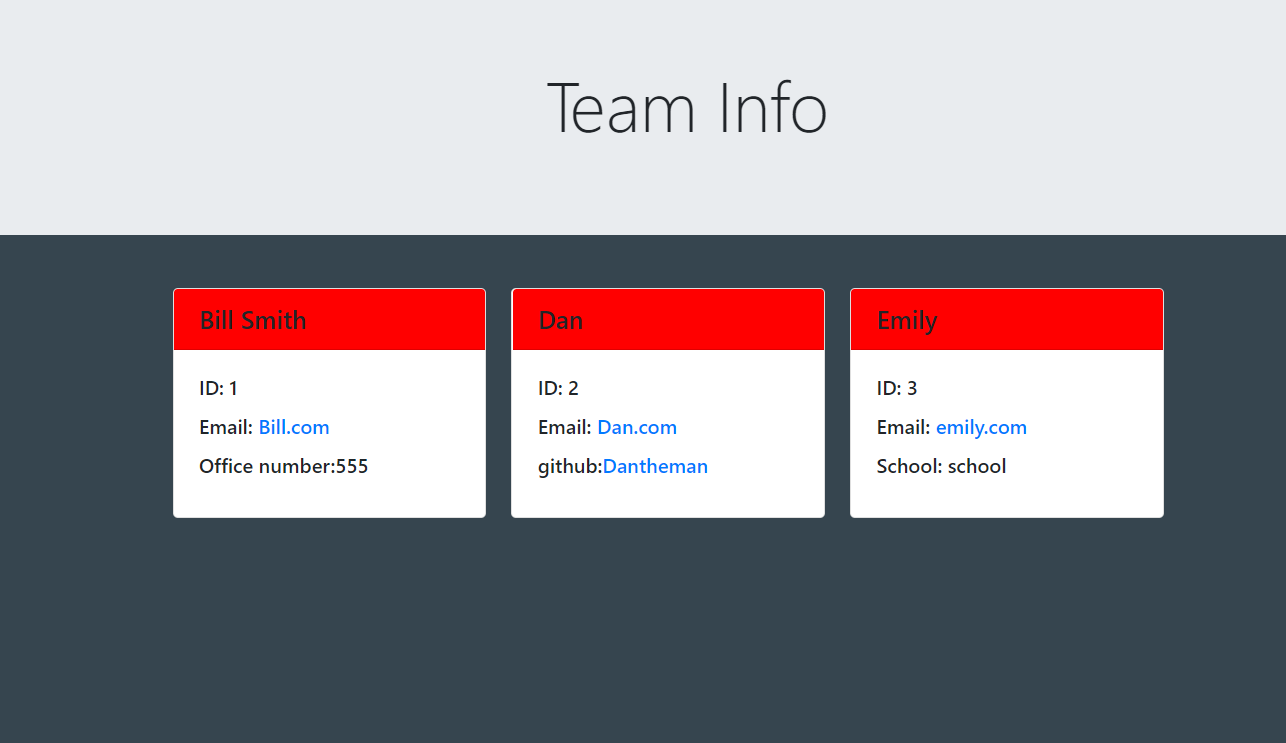 Team Info
Bill Smith
ID: 1
Email: Bill.com
Office number:555
Dan
ID: 2
Email: Dan.com
github:Dantheman
Emily
ID: 3
Email: emily.com
School: school